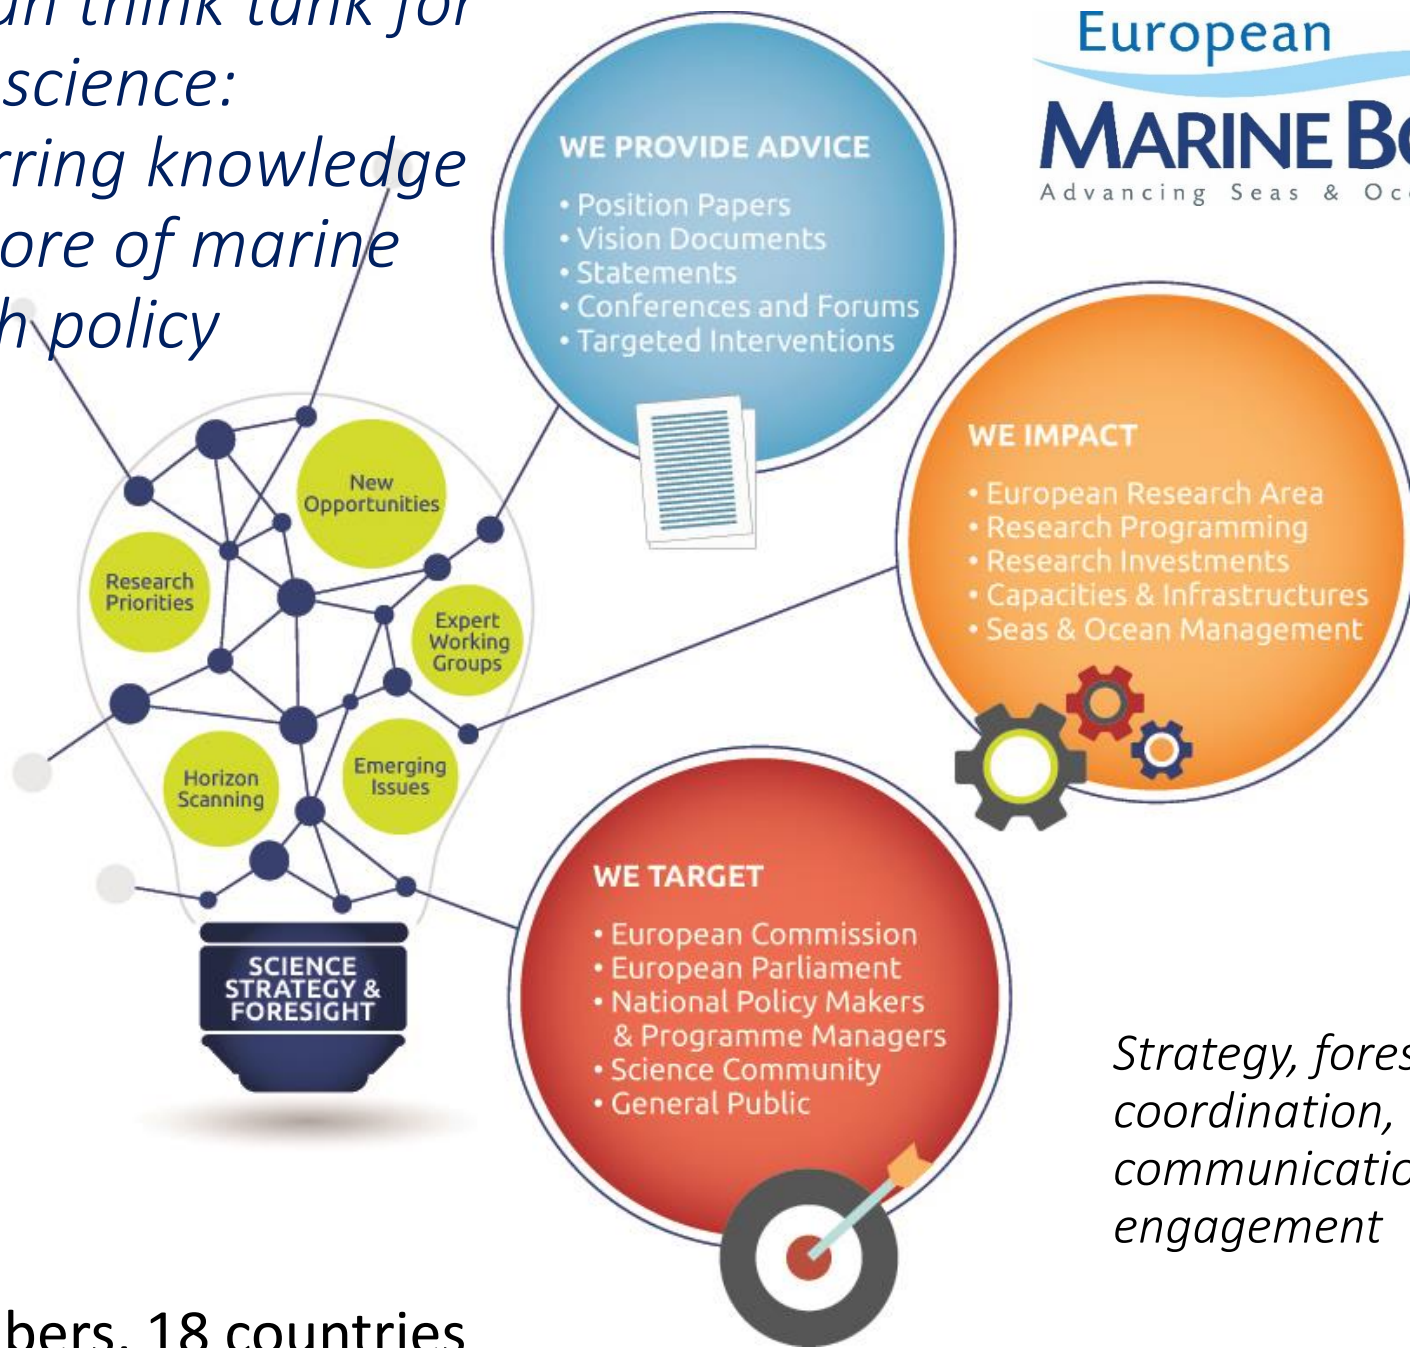 an think tank for
science:
rring knowledge
ore of marine
h policy
European
MARINE BO
Advancing Seas & Oc
WE PROVIDE ADVICE
• Position Papers
• Vision Documents
• Statements
• Conferences and Forums
• Targeted Interventions
WE IMPACT
• European Research Area
• Research Programming
• Research Investments
• Capacities & Infrastructures
• Seas & Ocean Management
New
Opportunities
Research
Priorities
Expert
Working
Groups
Horizon
Scanning
Emerging
Issues
SCIENCE
STRATEGY &
FORESIGHT
WE TARGET
• European Commission
• European Parliament
• National Policy Makers
& Programme Managers
• Science Community
• General Public
Strategy, fores
coordination,
communicatio
engagement
bers, 18 countries